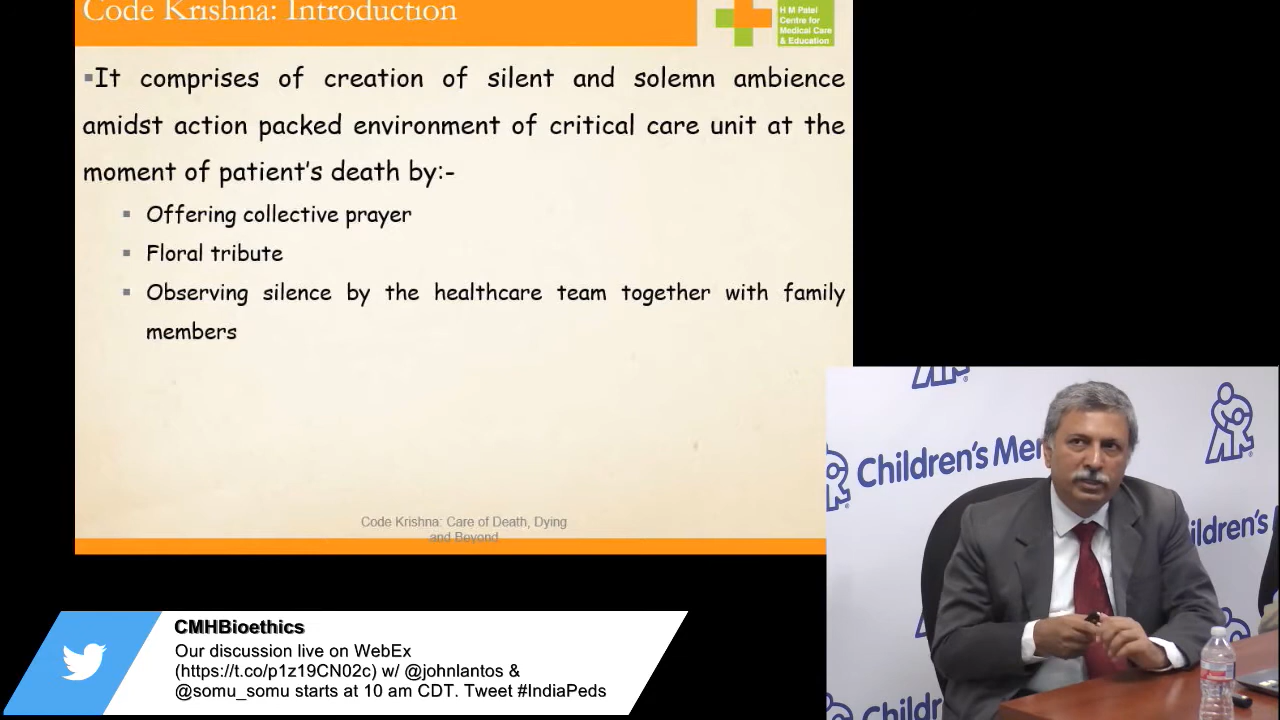 Code Krishna: Introduction
H M Patel
Centre for
Medical Care
& Education
▪It comprises of creation of silent and solemn ambience
amidst action packed environment of critical care unit at the
moment of patient's death by:-
▪ Offering collective prayer
▪ Floral tribute
▪ Observing silence by the healthcare team together with family
members
Code Krishna: Care of Death, Dying
and Beyond
Children's Mer
ildren's
Childr
CMHBioethics
Our discussion live on WebEx
(https://t.co/p1z19CN02c) w/ @johnlantos &
@somu_somu starts at 10 am CDT. Tweet #IndiaPeds